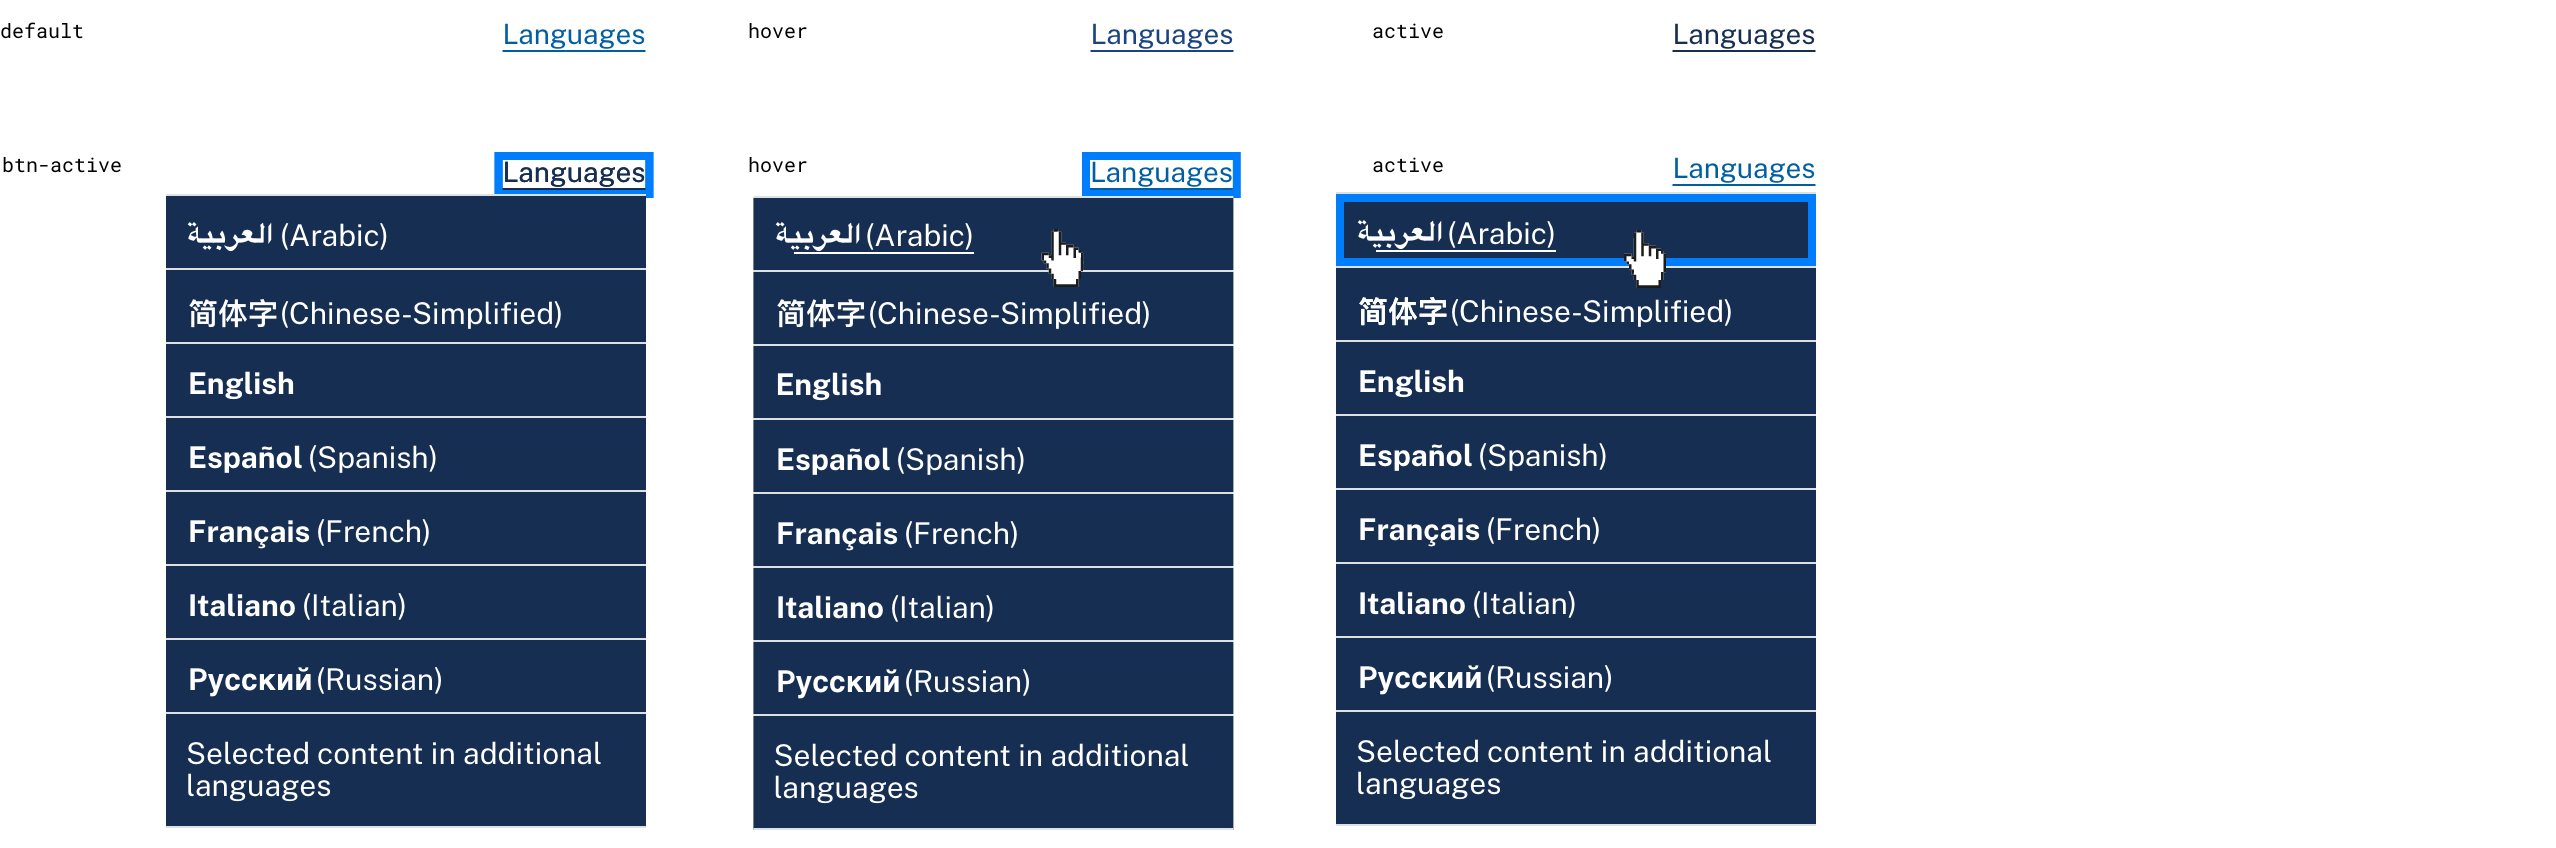 default
Languages
hover
Languages
active
Languages
btn-active
Languages
العربية (Arabic)
简体字(Chinese-Simplified)
English
Español (Spanish)
Français (French)
Italiano (Italian)
Русский (Russian)
Selected content in additional
languages
hover
Languages
العربية (Arabic)
简体字(Chinese-Simplified)
English
Español (Spanish)
Français (French)
Italiano (Italian)
Русский (Russian)
Selected content in additional
languages
active
Languages
العربية (Arabic)
简体字(Chinese-Simplified)
English
Español (Spanish)
Français (French)
Italiano (Italian)
Русский (Russian)
Selected content in additional
languages